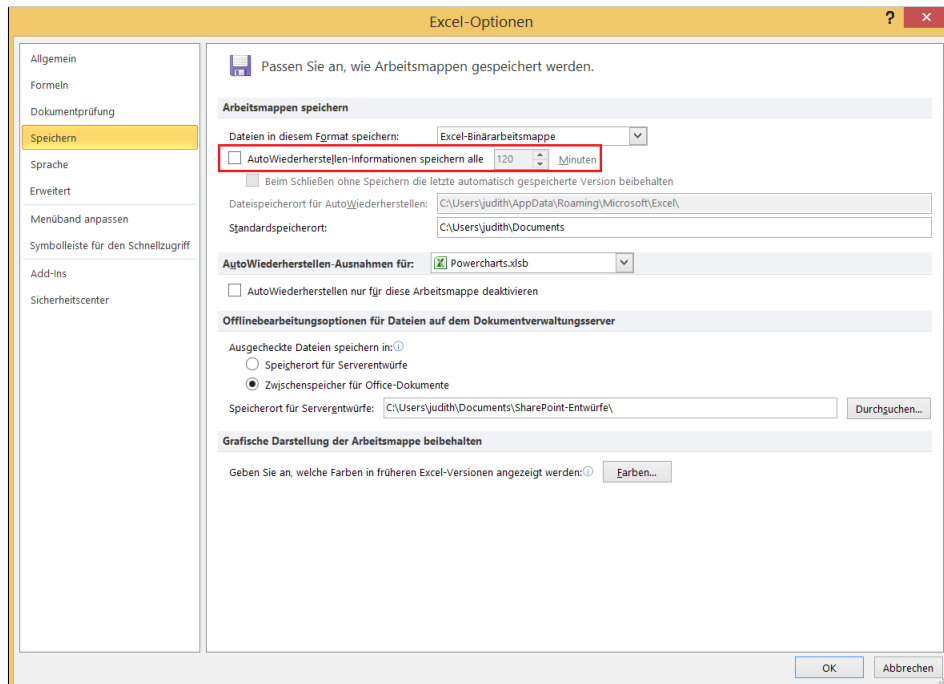 Excel-Optionen
?
Allgemein
Formeln
Dokumentprüfung
Speichern
Sprache
Erweitert
Menüband anpassen
Symbolleiste für den Schnellzugriff
Add-Ins
Sicherheitscenter
Passen Sie an, wie Arbeitsmappen gespeichert werden.
Arbeitsmappen speichern
Dateien in diesem Format speichern: Excel-Binärarbeitsmappe
AutoWiederherstellen-Informationen speichern alle 120 Minuten
Beim Schließen ohne Speichern die letzte automatisch gespeicherte Version beibehalten
Dateispeicherort für AutoWiederherstellen: C:\Users\judith\AppData\Roaming\Microsoft\Excel\
Standardspeicherort: C:\Users\judith\Documents
AutoWiederherstellen-Ausnahmen für: Powercharts.xlsb
AutoWiederherstellen nur für diese Arbeitsmappe deaktivieren
Offlinebearbeitungsoptionen für Dateien auf dem Dokumentverwaltungsserver
Ausgecheckte Dateien speichern in:
Speicherort für Serverentwürfe
Zwischenspeicher für Office-Dokumente
Speicherort für Serverentwürfe: C:\Users\judith\Documents\SharePoint-Entwürfe\ Durchsuchen...
Grafische Darstellung der Arbeitsmappe beibehalten
Geben Sie an, welche Farben in früheren Excel-Versionen angezeigt werden: Farben...
OK Abbrechen